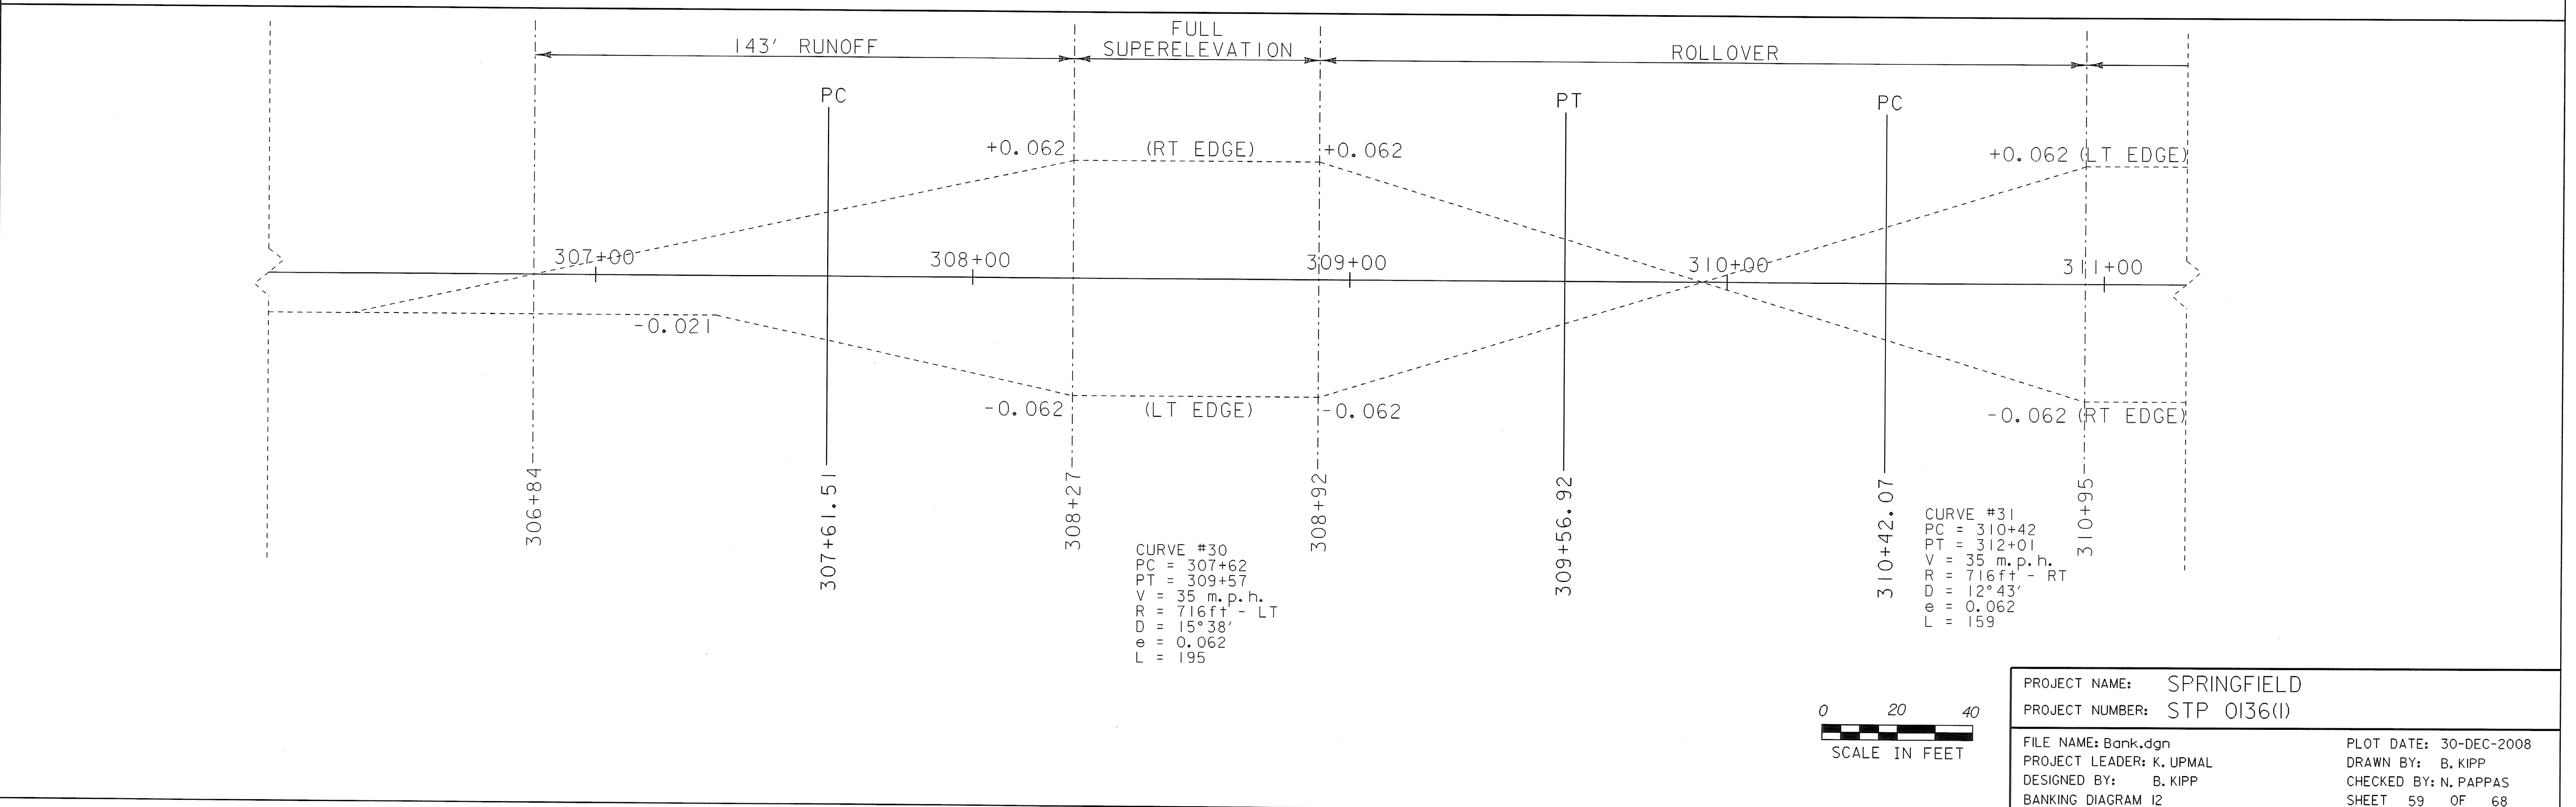 143' RUNOFF
FULL
SUPERELEVATION
ROLLOVER
PC
PT
PC
+0.062
(RT EDGE)
+0.062
+0.062 (LT EDGE)
307+00
308+00
309+00
310+00
311+00
-0.021
-0.062
(LT EDGE)
-0.062
-0.062 (RT EDGE)
306+84
307+61.51
308+27
308+92
309+56.92
310+42.07
310+95
CURVE #30
PC = 307+62
PT = 309+57
V = 35 m.p.h.
R = 716ft - LT
D = 15°38'
e = 0.062
L = 195
CURVE #31
PC = 310+42
PT = 312+01
V = 35 m.p.h.
R = 716ft - RT
D = 12°43'
e = 0.062
L = 159
0 20 40
SCALE IN FEET
PROJECT NAME: SPRINGFIELD
PROJECT NUMBER: STP 0136(1)
FILE NAME: Bank.dgn
PROJECT LEADER: K. UPMAL
DESIGNED BY: B. KIPP
BANKING DIAGRAM 12
PLOT DATE: 30-DEC-2008
DRAWN BY: B. KIPP
CHECKED BY: N. PAPPAS
SHEET 59 OF 68